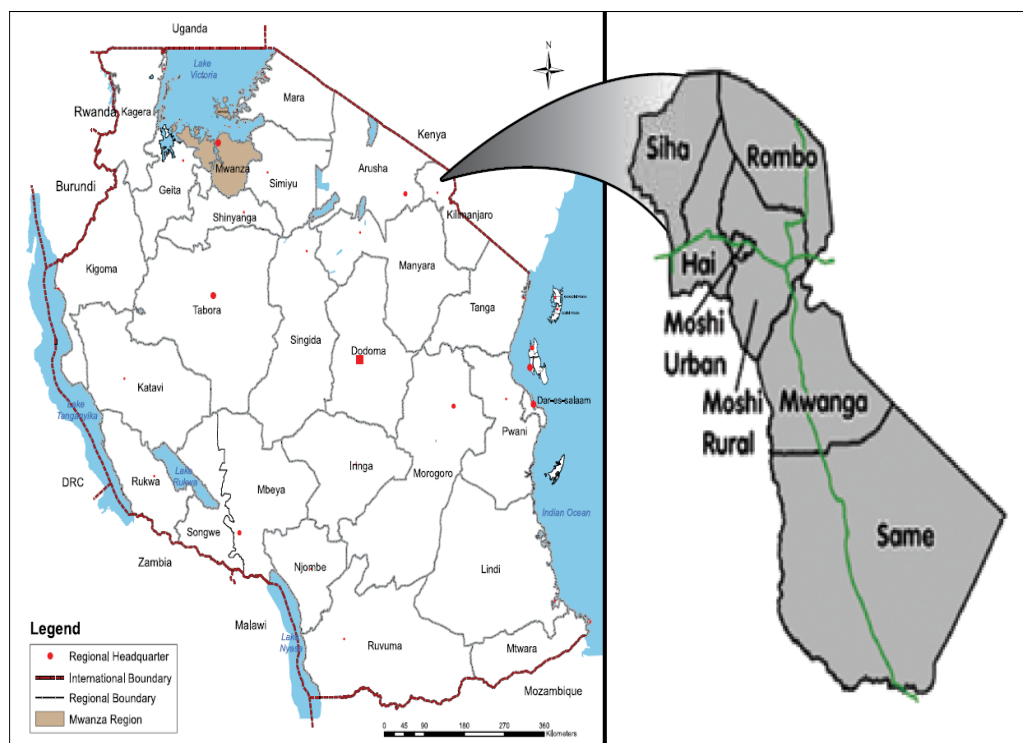 Uganda
N
Lake
Victoria
Mara
Rwanda
Kagera
Kenya
Mwanza
Arusha
Burundi
Geita
Simiyu
Shinyanga
Kilimanjaro
Kigoma
Manyara
Tanga
Tabora
Singida
Dodoma
Katavi
Dar-es-salaam
Lake
Tanganyika
Pwani
Iringa
Morogoro
DRC
Rukwa
Lake
Rukwa
Mbeya
Indian Ocean
Songwe
Zambia
Njombe
Lindi
Malawi
Lake
Nyasa
Ruvuma
Mtwara
Mozambique
Legend
Regional Headquarter
International Boundary
Regional Boundary
Mwanza Region
0 45 90 180 270 360
Kilometers
Siha
Rombo
Hai
Moshi
Urban
Moshi
Rural
Mwanga
Same